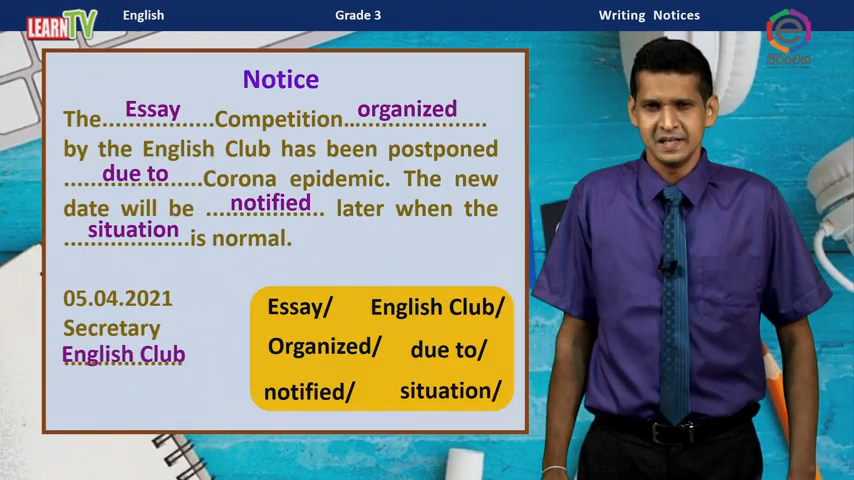 LEARN TV
English
Grade 3
Writing Notices
Notice
The......Essay......Competition......organized......
by the English Club has been postponed
......due to......Corona epidemic. The new
date will be ......notified...... later when the
......situation......is normal.
05.04.2021
Secretary
English Club
Essay/ English Club/
Organized/ due to/
notified/ situation/